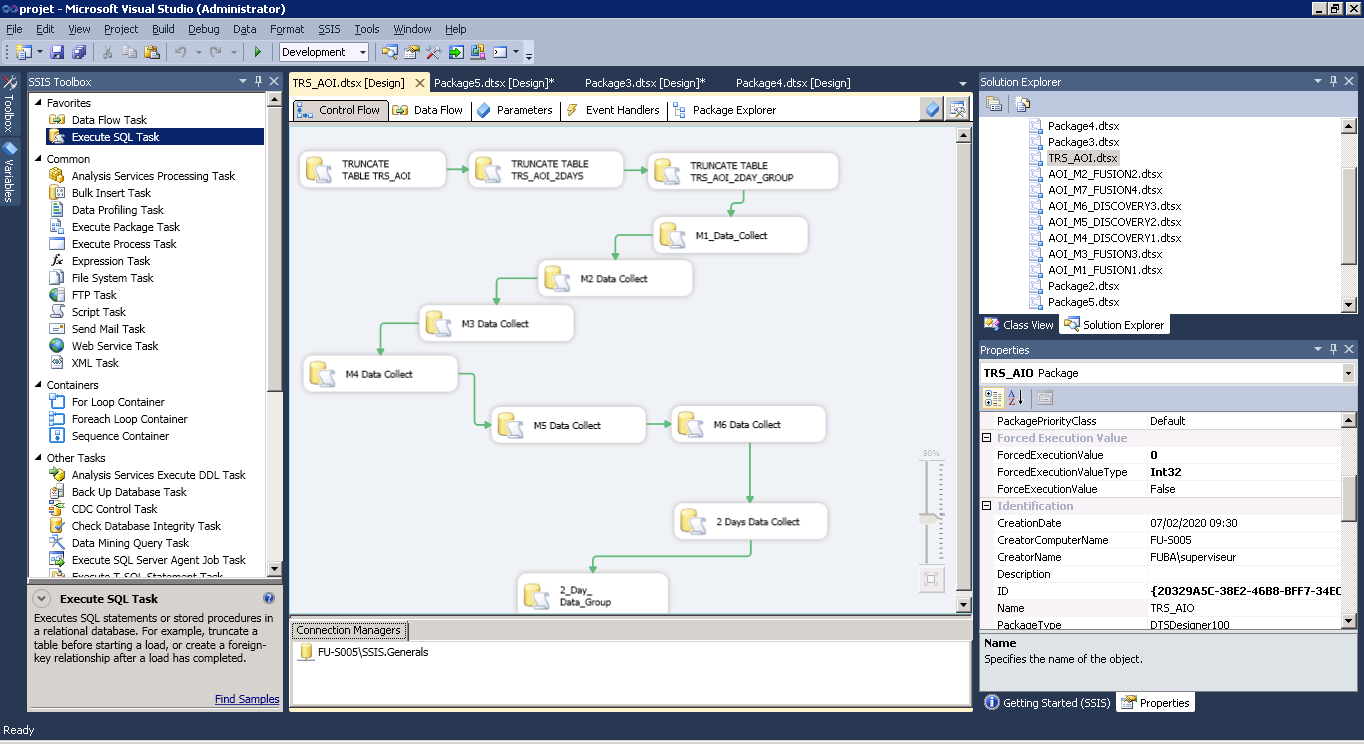 projet - Microsoft Visual Studio (Administrator)
File Edit View Project Build Debug Data Format SSIS Tools Window Help
Development
Toolbox
Variables
SSIS Toolbox
Favorites
Data Flow Task
Execute SQL Task
Common
Analysis Services Processing Task
Bulk Insert Task
Data Profiling Task
Execute Package Task
Execute Process Task
Expression Task
File System Task
FTP Task
Script Task
Send Mail Task
Web Service Task
XML Task
Containers
For Loop Container
Foreach Loop Container
Sequence Container
Other Tasks
Analysis Services Execute DDL Task
Back Up Database Task
CDC Control Task
Check Database Integrity Task
Data Mining Query Task
Execute SQL Server Agent Job Task
Execute T-SQL Statement Task
Execute SQL Task
Executes SQL statements or stored procedures in
a relational database. For example, truncate a
table before starting a load, or create a foreign-
key relationship after a load has completed.
Find Samples
TRS_AOI.dtsx [Design] Package5.dtsx [Design]* Package3.dtsx [Design]* Package4.dtsx [Design]
Control Flow Data Flow Parameters Event Handlers Package Explorer
TRUNCATE
TABLE TRS_AOI
TRUNCATE TABLE
TRS_AOI_2DAYS
TRUNCATE TABLE
TRS_AOI_2DAY_GROUP
M1_Data_Collect
M2 Data Collect
M3 Data Collect
M4 Data Collect
M5 Data Collect
M6 Data Collect
90%
2 Days Data Collect
2_Day_
Data_Group
Connection Managers
FU-S005\SSIS.Generals
Solution Explorer
Package4.dtsx
Package3.dtsx
TRS_AOI.dtsx
AOI_M2_FUSION2.dtsx
AOI_M7_FUSION4.dtsx
AOI_M6_DISCOVERY3.dtsx
AOI_M5_DISCOVERY2.dtsx
AOI_M4_DISCOVERY1.dtsx
AOI_M3_FUSION3.dtsx
AOI_M1_FUSION1.dtsx
Package2.dtsx
Package5.dtsx
Class View Solution Explorer
Properties
TRS_AIO Package
PackagePriorityClass Default
Forced Execution Value
ForcedExecutionValue 0
ForcedExecutionValueType Int32
ForceExecutionValue False
Identification
CreationDate 07/02/2020 09:30
CreatorComputerName FU-S005
CreatorName FUBA\superviseur
Description
ID {20329A5C-38E2-46B8-BFF7-34EC
Name TRS_AIO
PackageType DTSDesigner100
Name
Specifies the name of the object.
Getting Started (SSIS) Properties
Ready